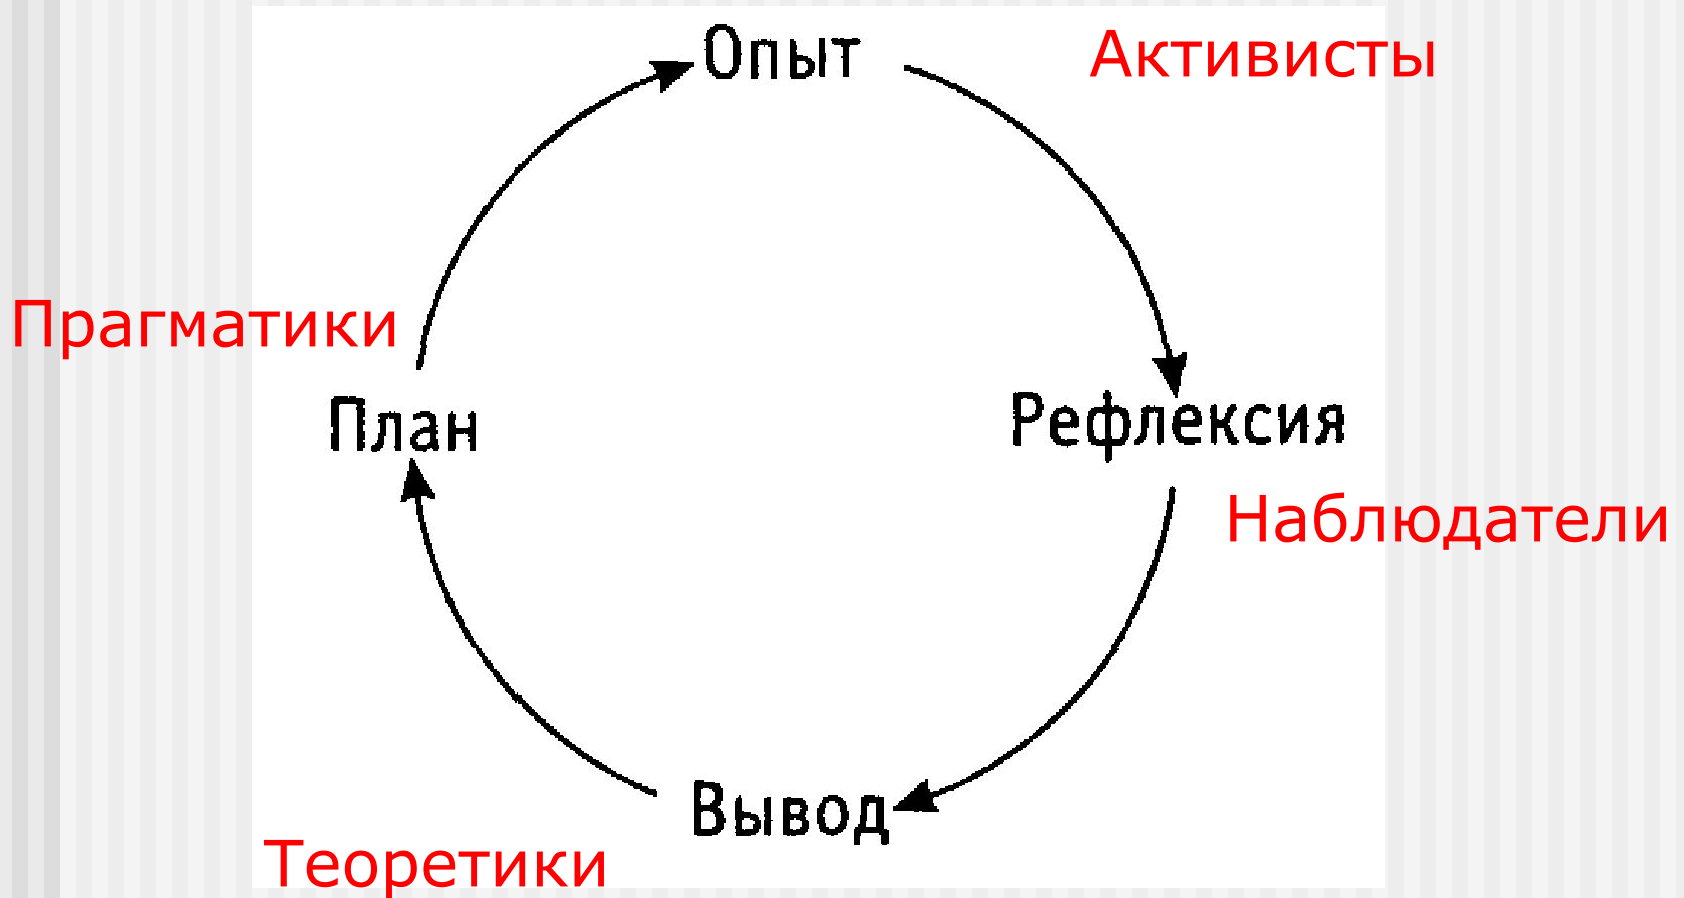 Опыт
Активисты
Прагматики
План
Рефлексия
Наблюдатели
Вывод
Теоретики